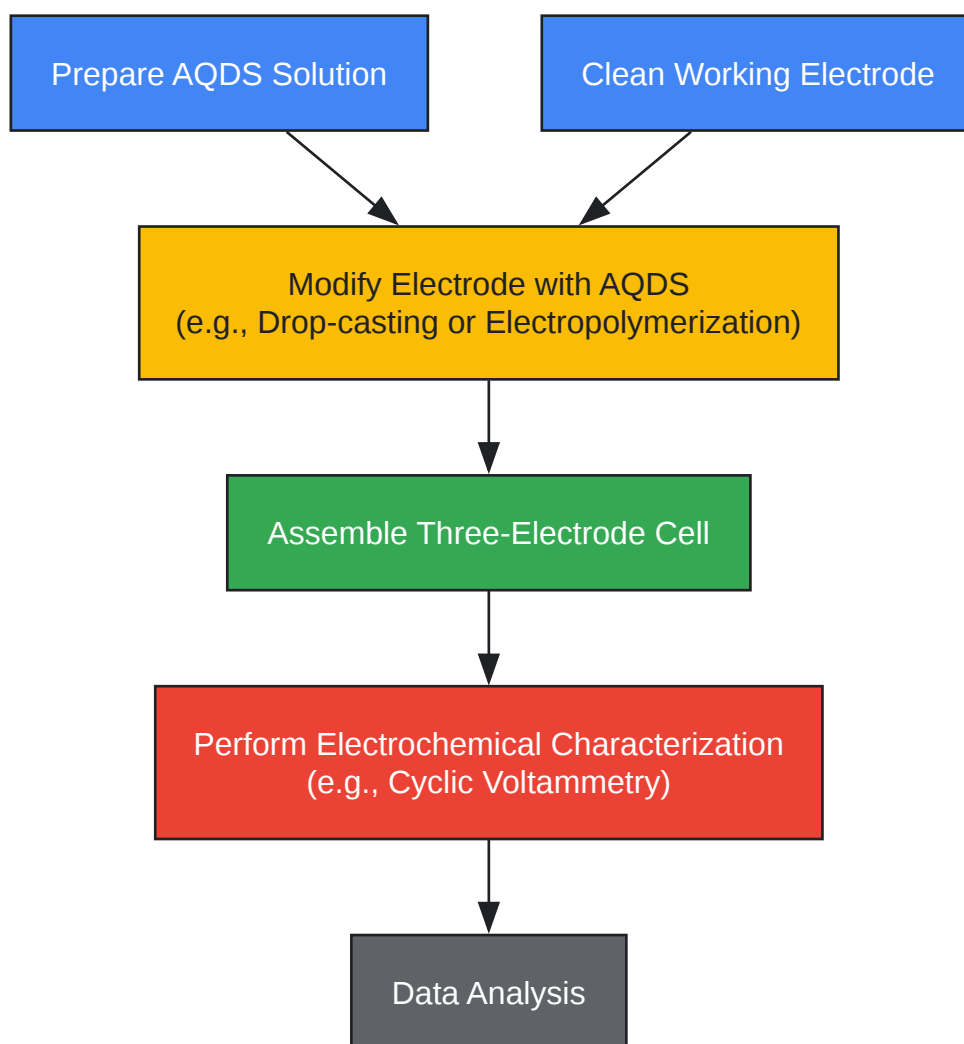 Prepare AQDS Solution
Clean Working Electrode
Modify Electrode with AQDS
(e.g., Drop-casting or Electropolymerization)
Assemble Three-Electrode Cell
Perform Electrochemical Characterization
(e.g., Cyclic Voltammetry)
Data Analysis